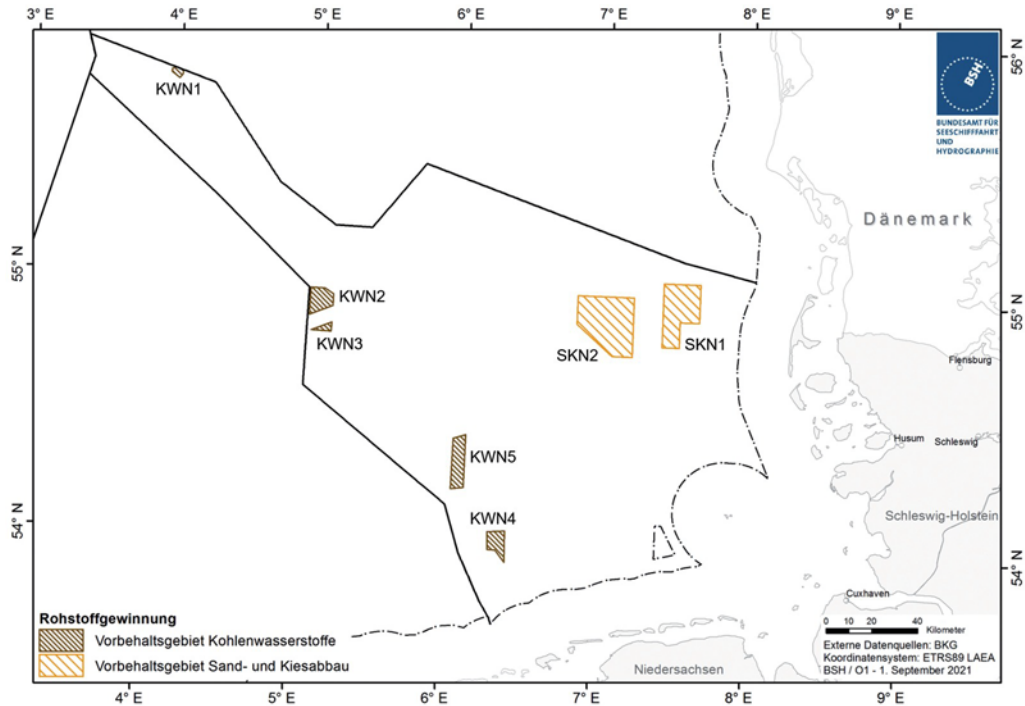 3° E
4° E
5° E
6° E
7° E
8° E
9° E
56° N
BSH
BUNDESAMT FÜR
SEESCHIFFFAHRT
UND
HYDROGRAPHIE
KWN1
Dänemark
55° N
55° N
KWN2
KWN3
SKN2
SKN1
Flensburg
Husum
Schleswig
KWN5
KWN4
54° N
Schleswig-Holstein
54° N
Cuxhaven
Rohstoffgewinnung
Vorbehaltsgebiet Kohlenwasserstoffe
Vorbehaltsgebiet Sand- und Kiesabbau
0 10 20 40
Kilometer
Externe Datenquellen: BKG
Koordinatensystem: ETRS89 LAEA
BSH / O1 - 1. September 2021
Niedersachsen
4° E
5° E
6° E
7° E
8° E
9° E